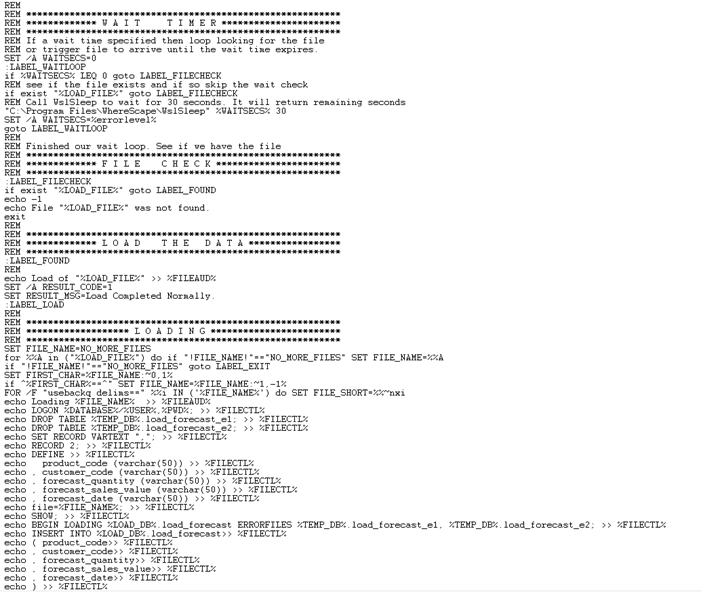 REM
REM ***********************************************************
REM ************* W A I T    T I M E R **********************
REM ***********************************************************
REM If a wait time specified then loop looking for the file
REM or trigger file to arrive until the wait time expires.
SET /A WAITSECS=0
:LABEL_WAITLOOP
if %WAITSECS% LEQ 0 goto LABEL_FILECHECK
REM see if the file exists and if so skip the wait check
if exist "%LOAD_FILE%" goto LABEL_FILECHECK
REM Call WslSleep to wait for 30 seconds. It will return remaining seconds
"C:\Program Files\WhereScape\WslSleep" %WAITSECS% 30
SET /A WAITSECS=%errorlevel%
goto LABEL_WAITLOOP
REM
REM Finished our wait loop. See if we have the file
REM ***********************************************************
REM ************* F I L E   C H E C K ***********************
REM ***********************************************************
:LABEL_FILECHECK
if exist "%LOAD_FILE%" goto LABEL_FOUND
echo -1
echo File "%LOAD_FILE%" was not found.
exit
REM
REM ***********************************************************
REM ************* L O A D   T H E   D A T A *****************
REM ***********************************************************
:LABEL_FOUND
REM
echo Load of "%LOAD_FILE%" >> %FILEAUD%
SET /A RESULT_CODE=1
SET RESULT_MSG=Load Completed Normally.
:LABEL_LOAD
REM
REM ***********************************************************
REM ******************* L O A D I N G ************************
REM ***********************************************************
SET FILE_NAME=NO_MORE_FILES
for %%A in ("%LOAD_FILE%") do if "!FILE_NAME!"=="NO_MORE_FILES" SET FILE_NAME=%%A
if "!FILE_NAME!"=="NO_MORE_FILES" goto LABEL_EXIT
SET FIRST_CHAR=%FILE_NAME:~0,1%
if ^%FIRST_CHAR%==^" SET FILE_NAME=%FILE_NAME:~1,-1%
FOR /F "usebackq delims==" %%i IN ('%FILE_NAME%') do SET FILE_SHORT=%%~nxi
echo Loading %FILE_NAME%  >> %FILEAUD%
echo LOGON %DATABASE%/%USER%,%PWD%; >> %FILECTL%
echo DROP TABLE %TEMP_DB%.load_forecast_e1; >> %FILECTL%
echo DROP TABLE %TEMP_DB%.load_forecast_e2; >> %FILECTL%
echo SET RECORD VARTEXT ","; >> %FILECTL%
echo RECORD 2; >> %FILECTL%
echo DEFINE >> %FILECTL%
echo   product_code (varchar(50)) >> %FILECTL%
echo , customer_code (varchar(50)) >> %FILECTL%
echo , forecast_quantity (varchar(50)) >> %FILECTL%
echo , forecast_sales_value (varchar(50)) >> %FILECTL%
echo , forecast_date (varchar(50)) >> %FILECTL%
echo file=%FILE_NAME%; >> %FILECTL%
echo SHOW; >> %FILECTL%
echo BEGIN LOADING %LOAD_DB%.load_forecast ERRORFILES %TEMP_DB%.load_forecast_e1, %TEMP_DB%.load_forecast_e2; >> %FILECTL%
echo INSERT INTO %LOAD_DB%.load_forecast>> %FILECTL%
echo ( product_code>> %FILECTL%
echo , customer_code>> %FILECTL%
echo , forecast_quantity>> %FILECTL%
echo , forecast_sales_value>> %FILECTL%
echo , forecast_date>> %FILECTL%
echo ) >> %FILECTL%